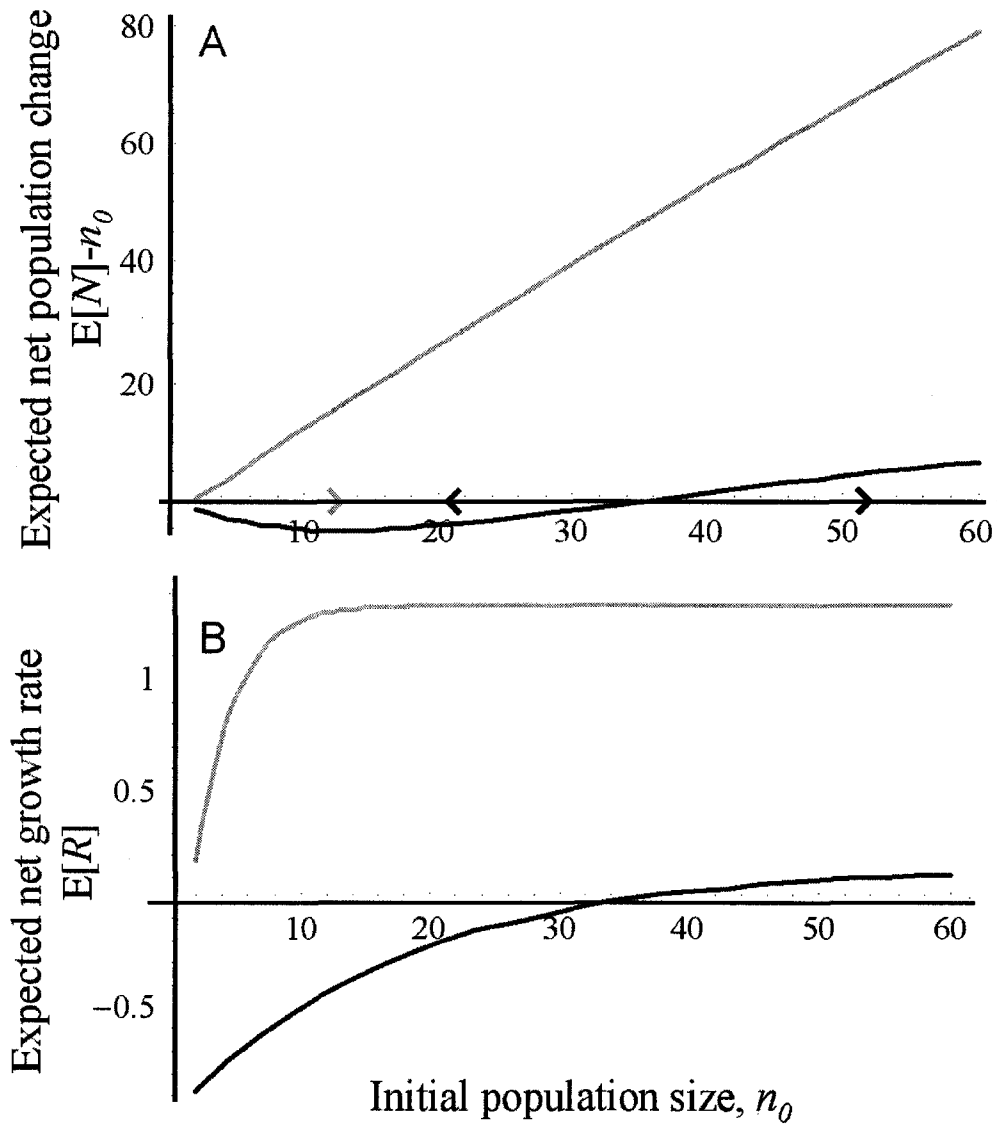 A
Expected net population change
E[N]-n₀
80
60
40
20
10
20
30
40
50
60
B
Expected net growth rate
E[R]
1
0.5
−0.5
10
20
30
40
50
60
Initial population size, n₀